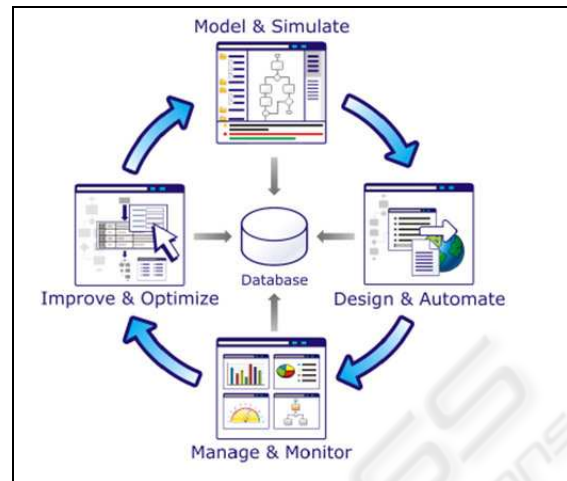 Model & Simulate
Database
Improve & Optimize
Design & Automate
Manage & Monitor